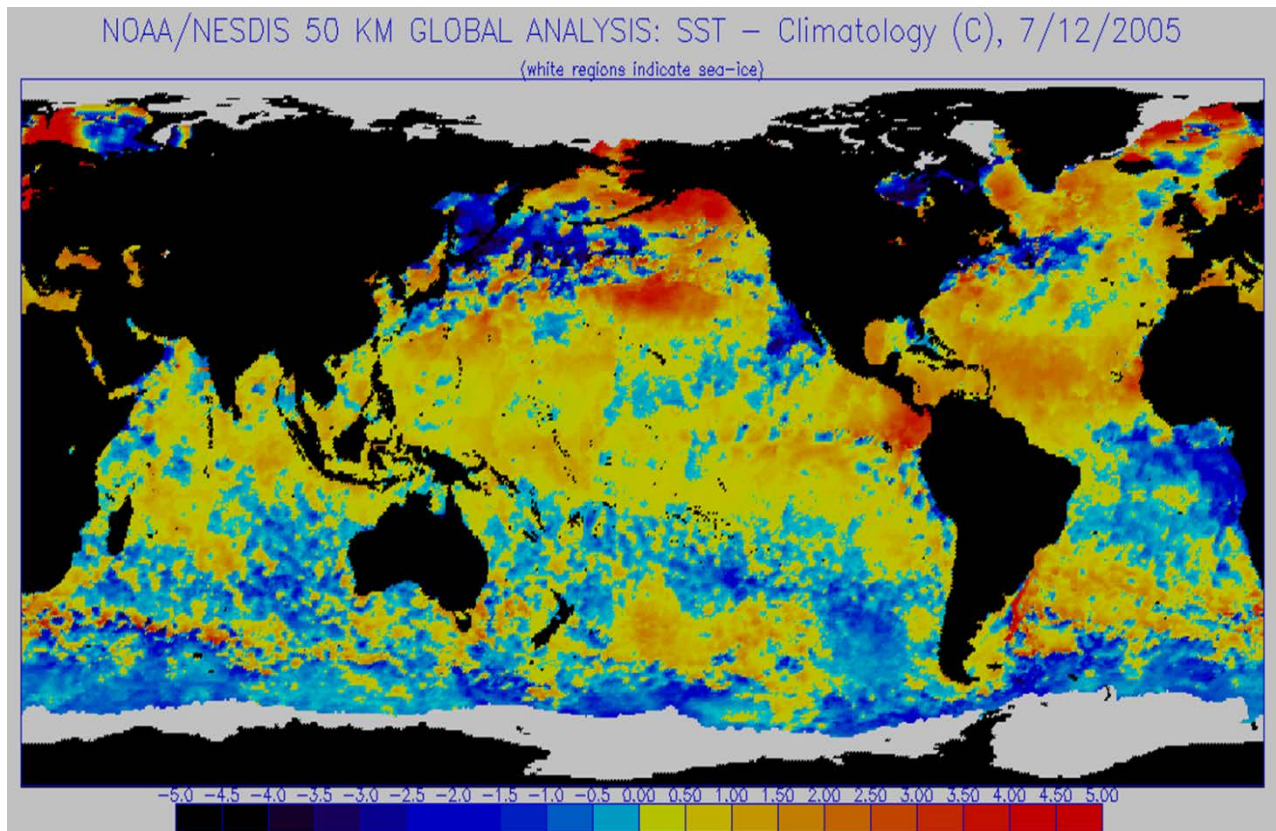 NOAA/NESDIS 50 KM GLOBAL ANALYSIS: SST - Climatology (C), 7/12/2005
(white regions indicate sea-ice)
-5.0 -4.5 -4.0 -3.5 -3.0 -2.5 -2.0 -1.5 -1.0 -0.5 0.00 0.50 1.00 1.50 2.00 2.50 3.00 3.50 4.00 4.50 5.00